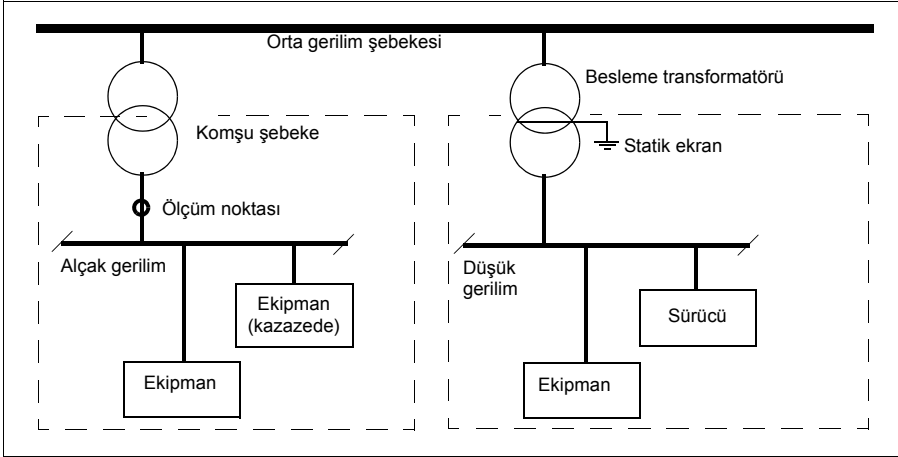 Orta gerilim şebekesi
Besleme transformatörü
Komşu şebeke
Statik ekran
Ölçüm noktası
Alçak gerilim
Düşük
gerilim
Ekipman
(kazazede)
Sürücü
Ekipman
Ekipman